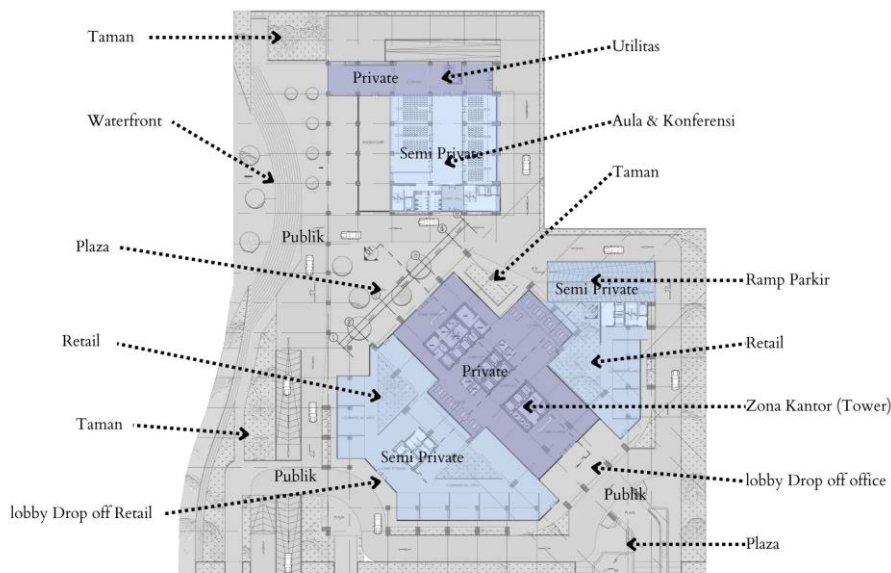 Taman
Utilitas
Private
Waterfront
Aula & Konferensi
Semi Private
Taman
Publik
Plaza
Ramp Parkir
Semi Private
Retail
Retail
Private
Zona Kantor (Tower)
Taman
Semi Private
Publik
lobby Drop off office
Publik
lobby Drop off Retail
Plaza